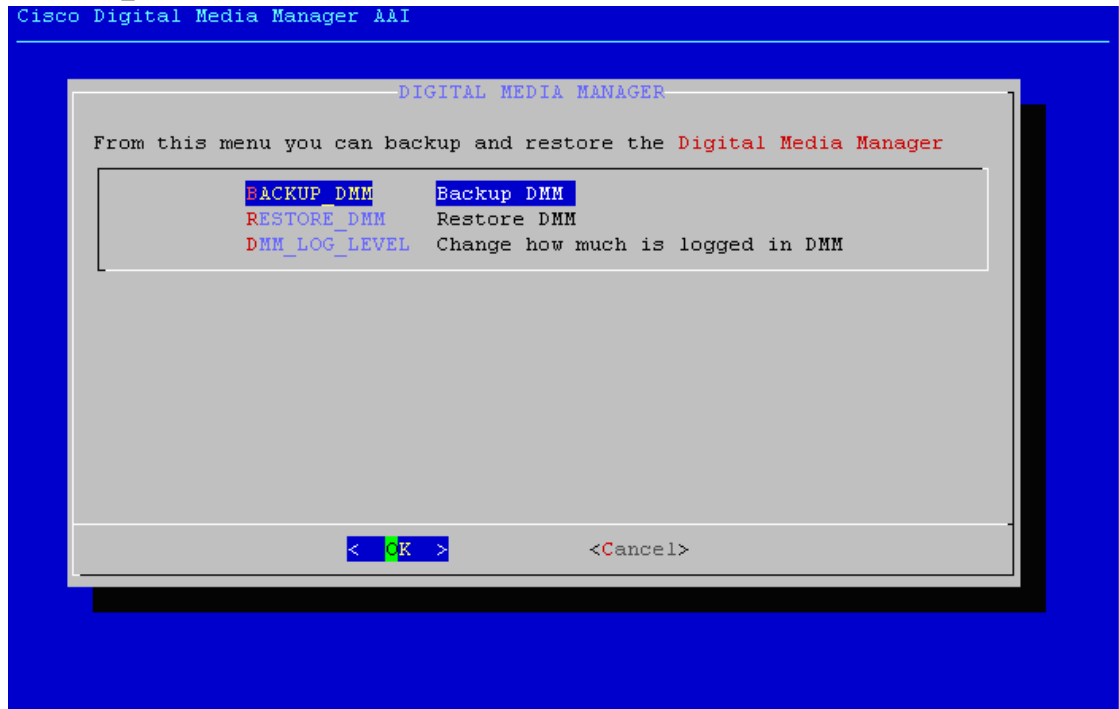 Cisco Digital Media Manager AAI
DIGITAL MEDIA MANAGER
From this menu you can backup and restore the Digital Media Manager
BACKUP_DMM Backup DMM
RESTORE_DMM Restore DMM
DMM_LOG_LEVEL Change how much is logged in DMM
< OK > <Cancel>